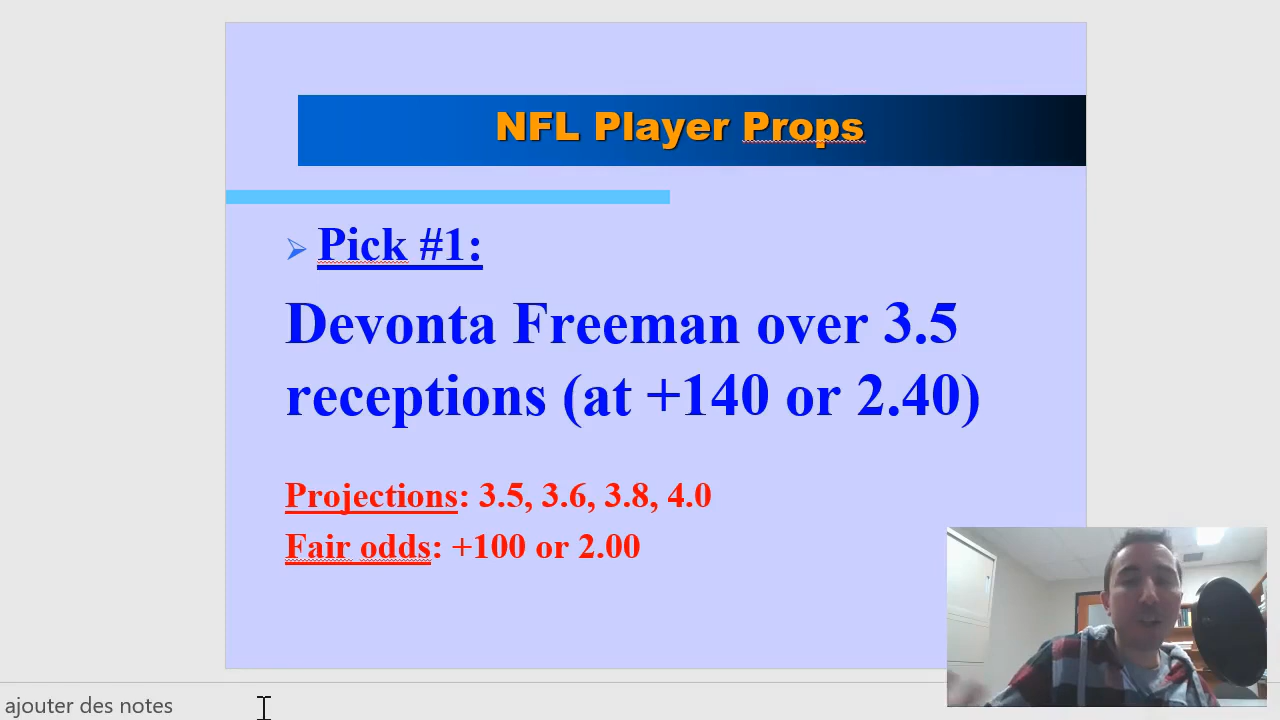 NFL Player Props
Pick #1:
Devonta Freeman over 3.5
receptions (at +140 or 2.40)
Projections: 3.5, 3.6, 3.8, 4.0
Fair odds: +100 or 2.00
ajouter des notes